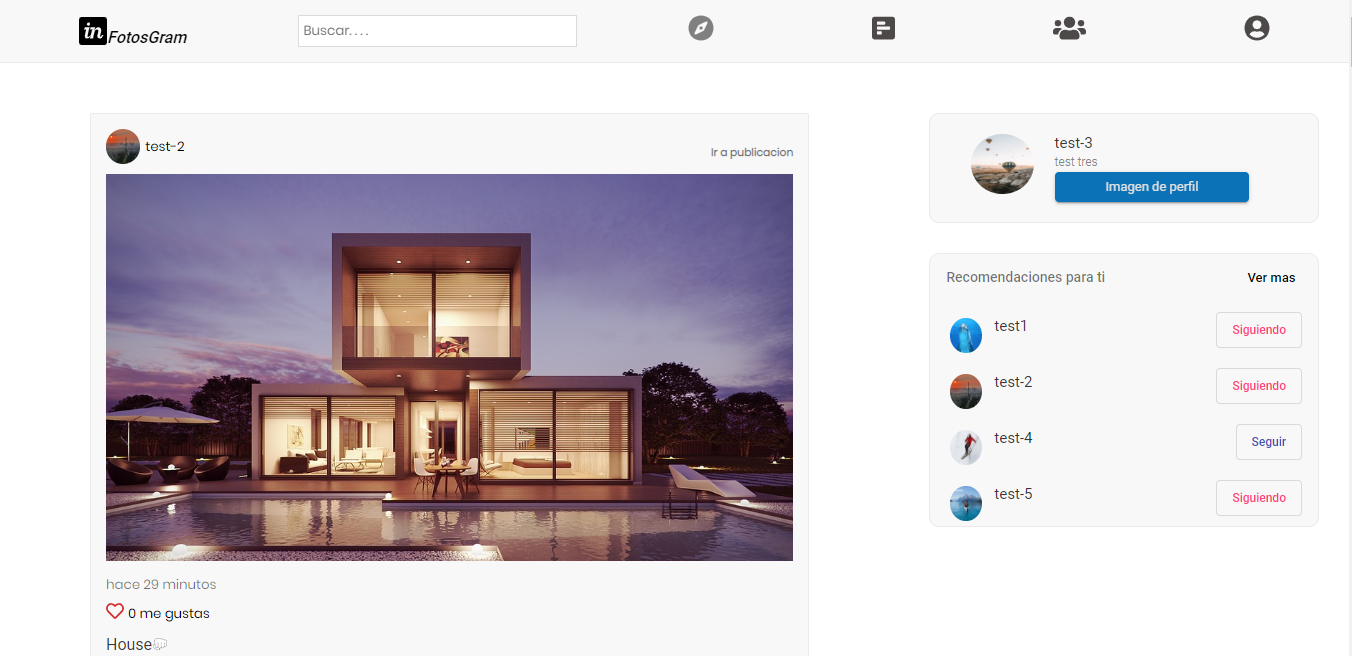 in FotosGram
Buscar. . . .
test-2
Ir a publicacion
hace 29 minutos
0 me gustas
House
test-3
test tres
Imagen de perfil
Recomendaciones para ti
Ver mas
test1
Siguiendo
test-2
Siguiendo
test-4
Seguir
test-5
Siguiendo